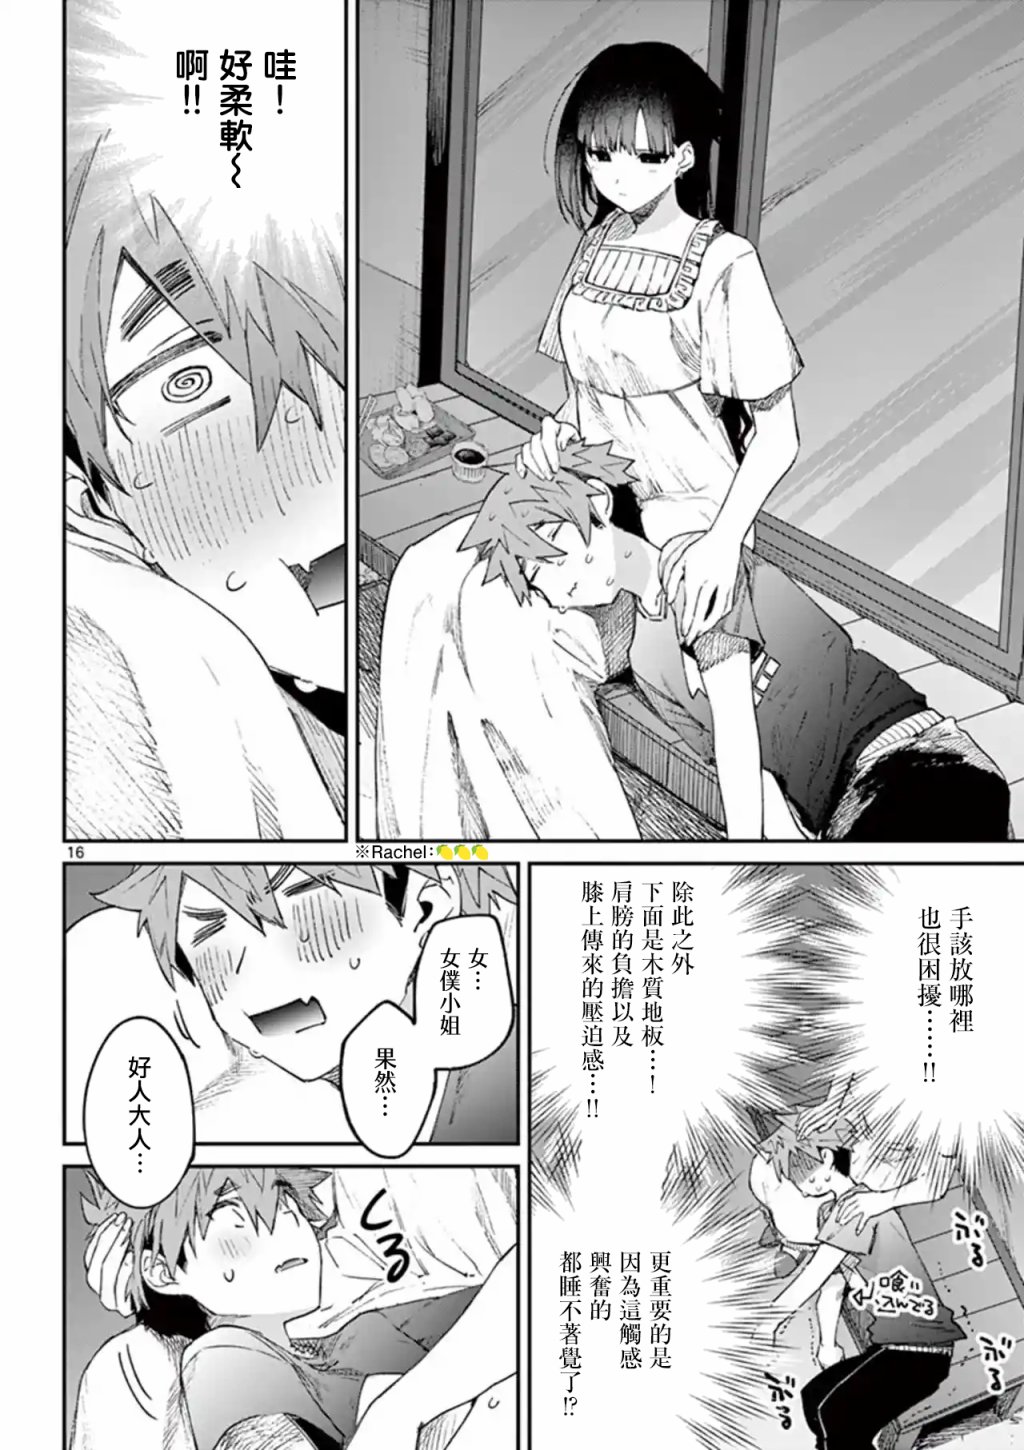 哇！
好柔軟～
啊!!
16
※Rachel:🍋🍋🍋
手該放哪裡
也很困擾……!!
除此之外
下面是木質地板…!
肩膀的負擔以及
膝上傳來的壓迫感…!!
更重要的是
因為這觸感
興奮的
都睡不著覺了!?
ぷる
ぷる
喰い
込んでる
ぷる
ぷる
女…
女僕小姐
果然…
好人大人…
くる